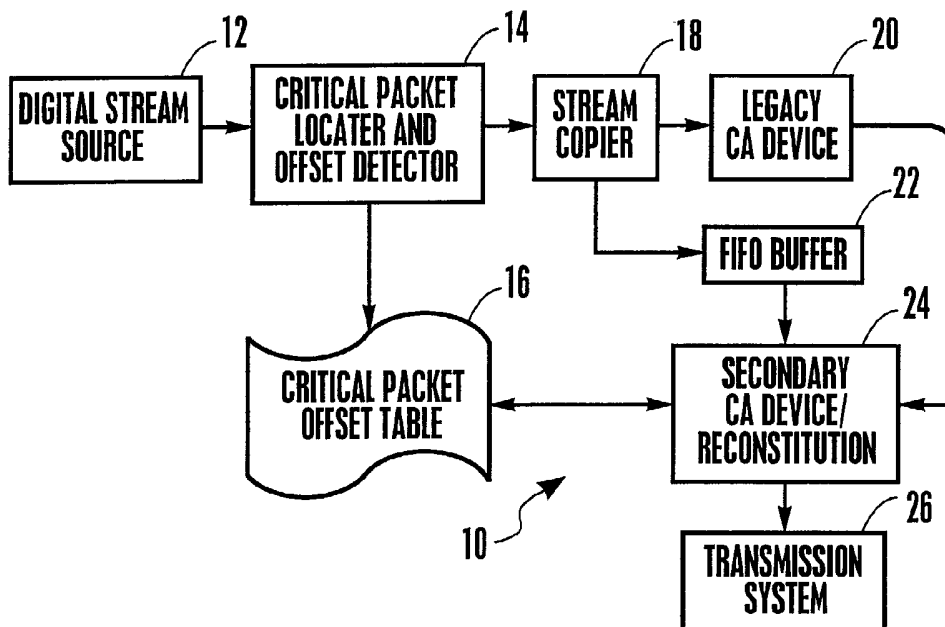 12
DIGITAL STREAM
SOURCE
14
CRITICAL PACKET
LOCATER AND
OFFSET DETECTOR
18
STREAM
COPIER
20
LEGACY
CA DEVICE
22
FIFO BUFFER
16
CRITICAL PACKET
OFFSET TABLE
24
SECONDARY
CA DEVICE/
RECONSTITUTION
10
26
TRANSMISSION
SYSTEM